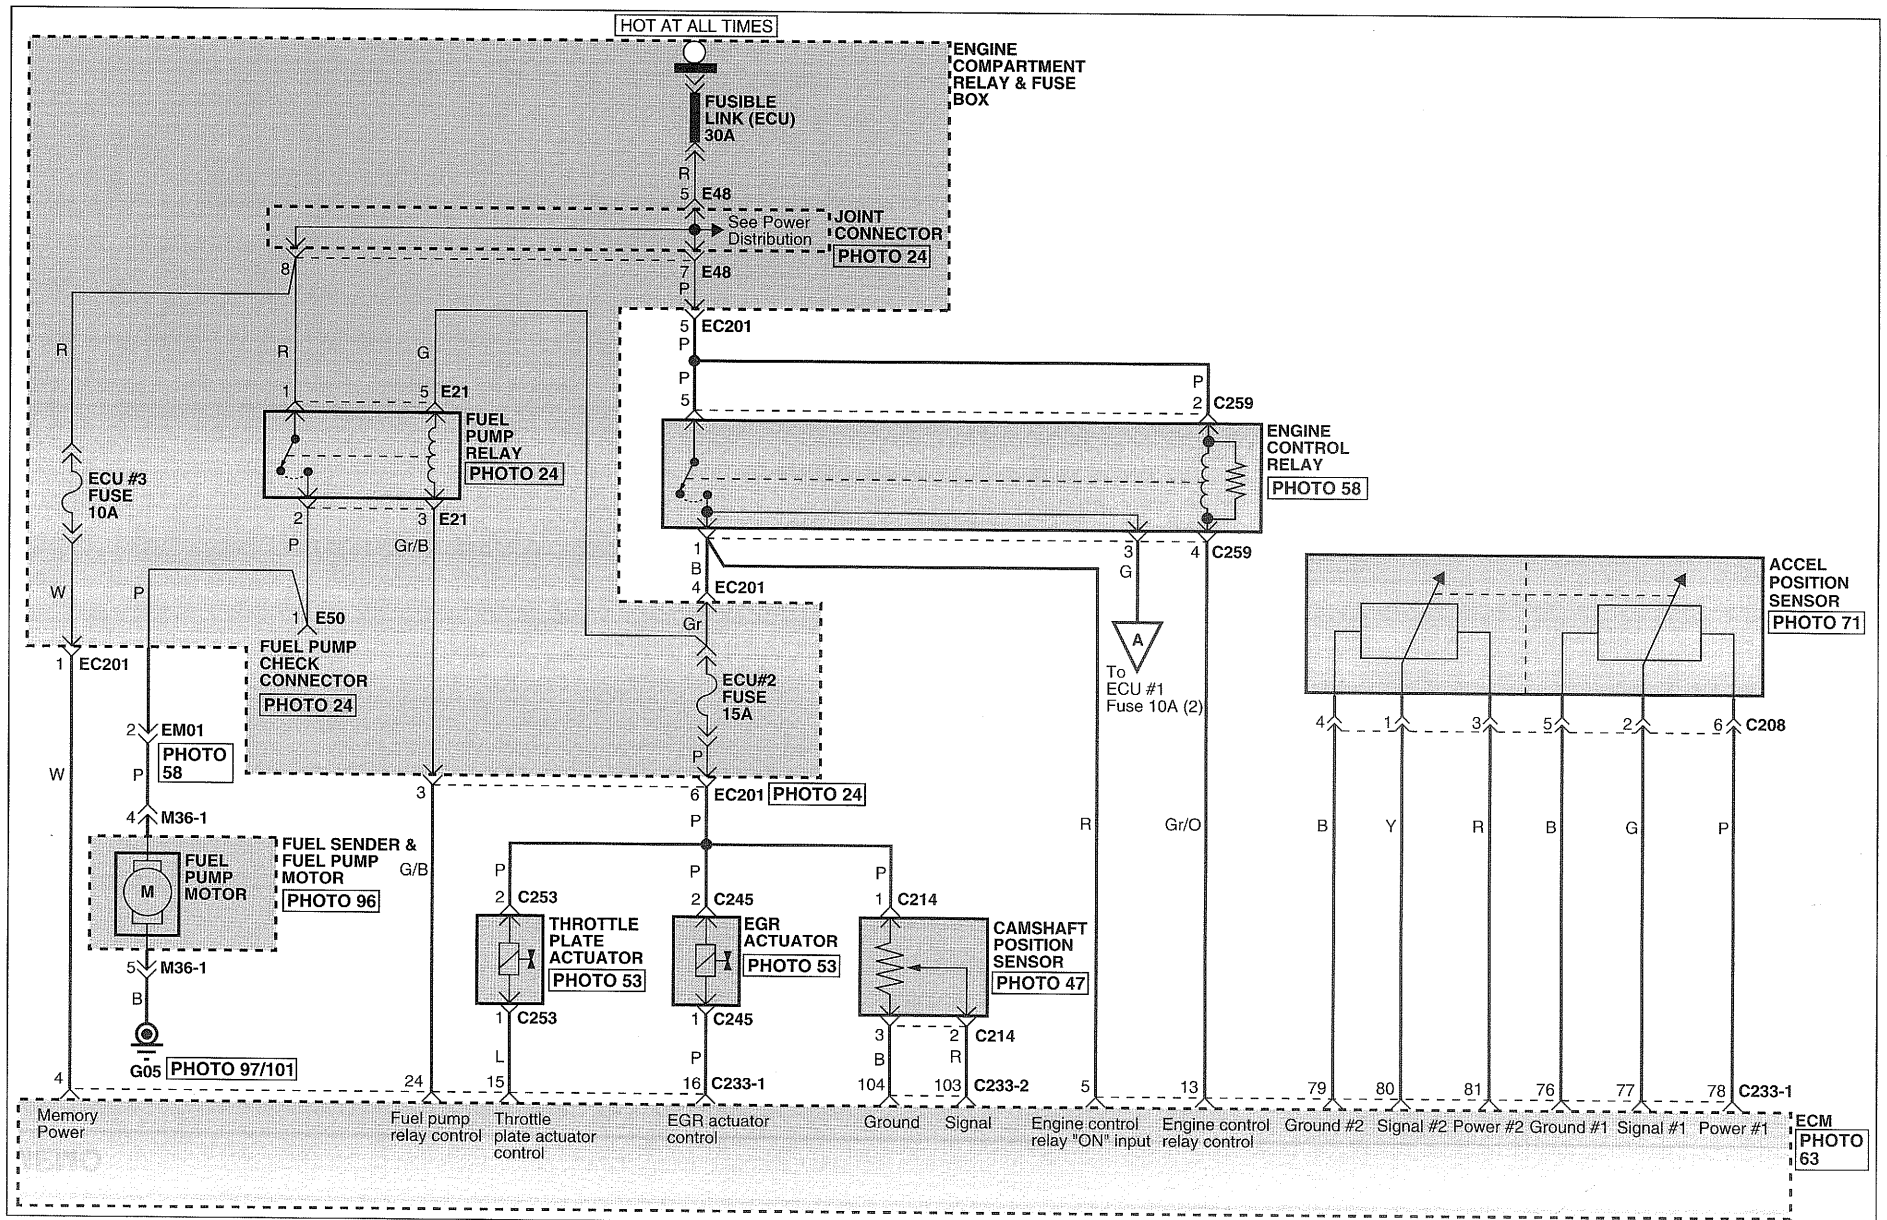 HOT AT ALL TIMES
ENGINE
COMPARTMENT
RELAY & FUSE
BOX
FUSIBLE
LINK (ECU)
30A
R
5 E48
See Power
Distribution
JOINT
CONNECTOR
PHOTO 24
8
7 E48
P
5 EC201
P
R
R
G
P
P
1
5 E21
5
2 C259
FUEL
PUMP
RELAY
PHOTO 24
ENGINE
CONTROL
RELAY
PHOTO 58
ECU #3
FUSE
10A
2
3 E21
P
Gr/B
1
3
4 C259
B
G
4 EC201
Gr
W
P
1 E50
FUEL PUMP
CHECK
CONNECTOR
PHOTO 24
1 EC201
A
To
ECU #1
Fuse 10A (2)
ECU#2
FUSE
15A
P
ACCEL
POSITION
SENSOR
PHOTO 71
4
1
3
5
2
6 C208
2 EM01
PHOTO
58
W
P
3
6 EC201
PHOTO 24
P
4 M36-1
R
Gr/O
B
Y
R
B
G
P
FUEL SENDER &
FUEL PUMP
MOTOR
PHOTO 96
FUEL
PUMP
MOTOR
M
G/B
P
P
P
2 C253
2 C245
1 C214
THROTTLE
PLATE
ACTUATOR
PHOTO 53
EGR
ACTUATOR
PHOTO 53
CAMSHAFT
POSITION
SENSOR
PHOTO 47
5 M36-1
B
1 C253
1 C245
3
2 C214
L
P
B
R
G05 PHOTO 97/101
4
24
15
16 C233-1
104
103 C233-2
5
13
79
80
81
76
77
78 C233-1
Memory
Power
Fuel pump
relay control
Throttle
plate actuator
control
EGR actuator
control
Ground
Signal
Engine control
relay "ON" input
Engine control
relay control
Ground #2
Signal #2
Power #2
Ground #1
Signal #1
Power #1
ECM
PHOTO
63